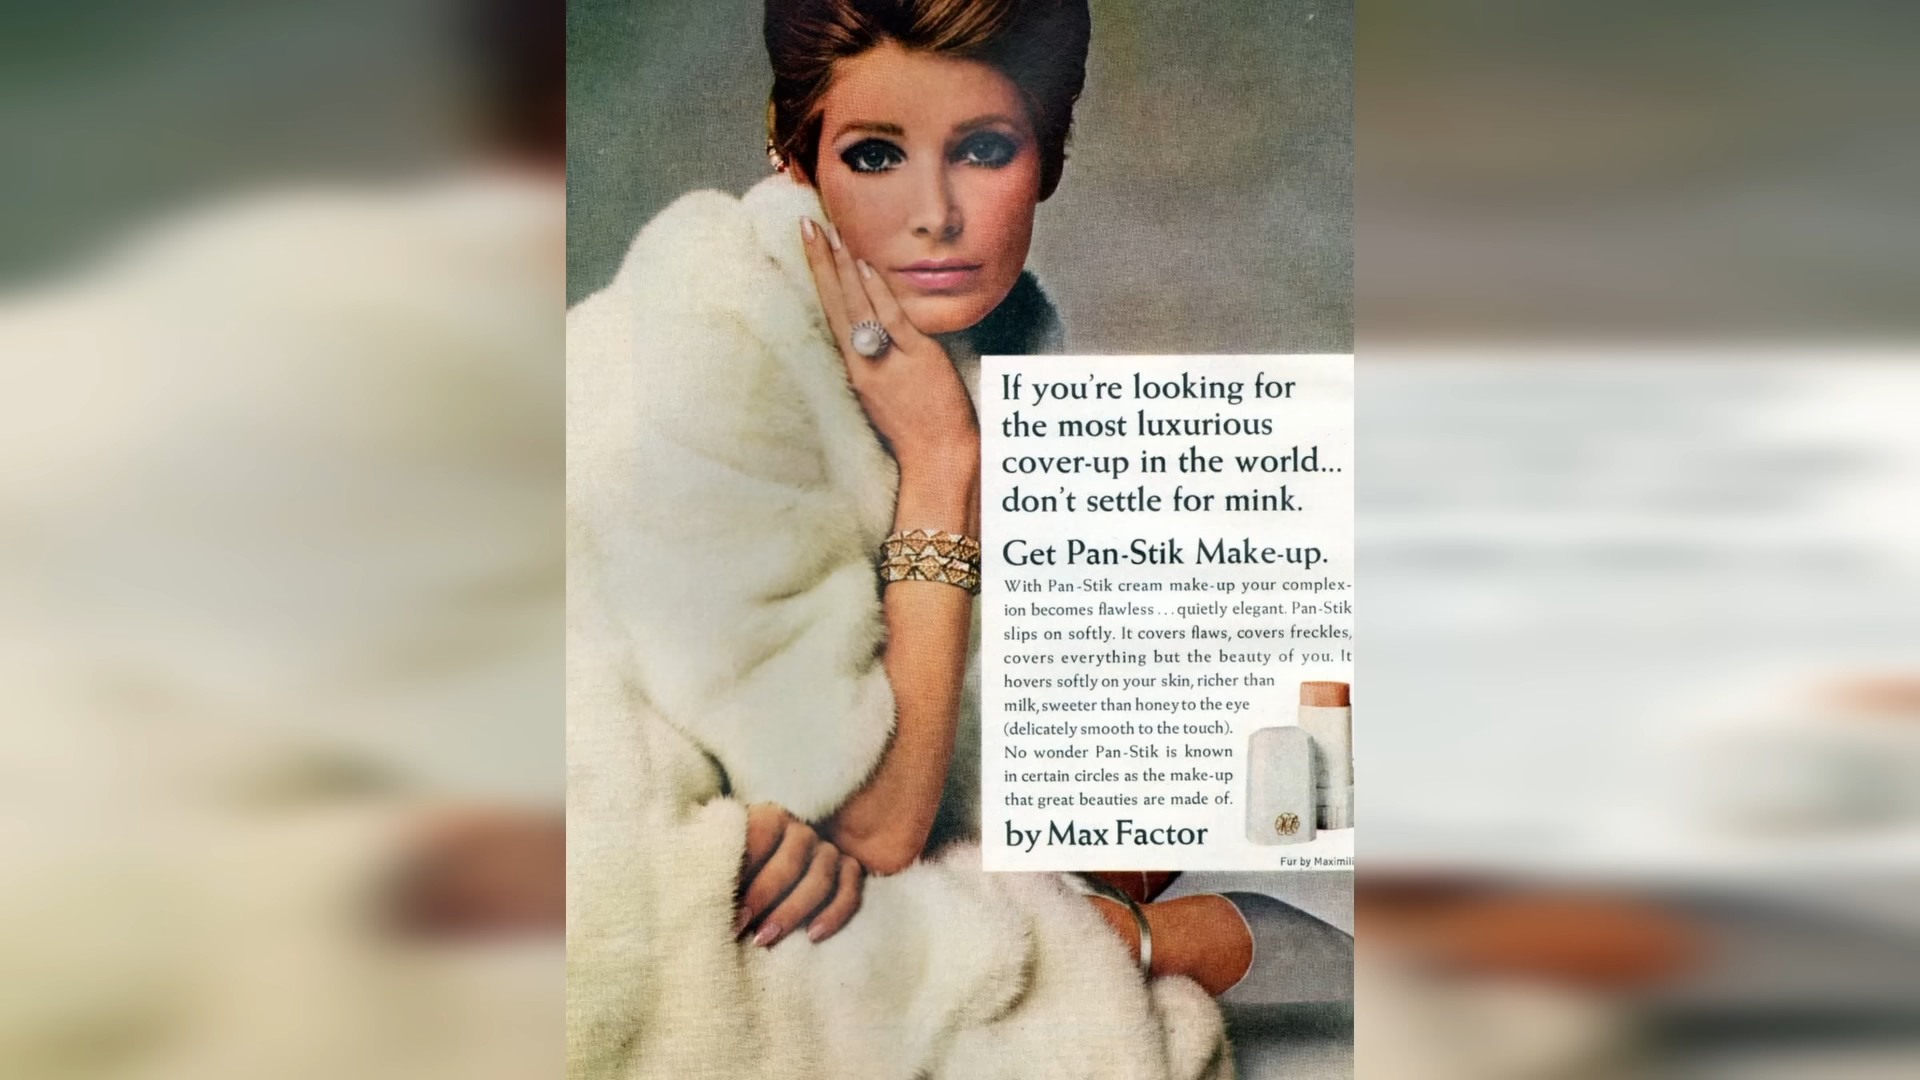 If you're looking for
the most luxurious
cover-up in the world...
don't settle for mink.
Get Pan-Stik Make-up.
With Pan-Stik cream make-up your complex-
ion becomes flawless...quietly elegant. Pan-Stik
slips on softly. It covers flaws, covers freckles,
covers everything but the beauty of you. It
hovers softly on your skin, richer than
milk, sweeter than honey to the eye
(delicately smooth to the touch).
No wonder Pan-Stik is known
in certain circles as the make-up
that great beauties are made of.
by Max Factor
Fur by